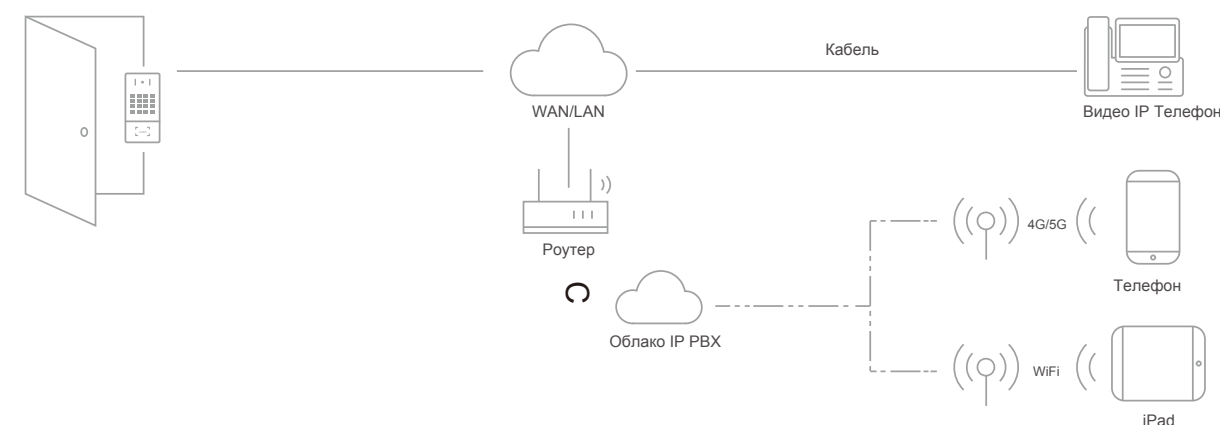 Кабель
WAN/LAN
Видео IP Телефон
Роутер
4G/5G
Телефон
C
Облако IP PBX
WiFi
iPad